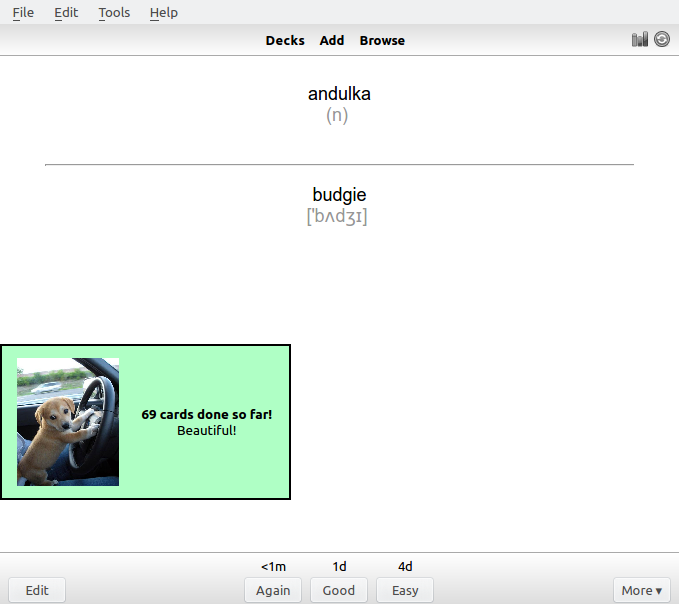 File Edit Tools Help
Decks Add Browse
andulka
(n)
budgie
['bʌdʒɪ]
69 cards done so far!
Beautiful!
<1m 1d 4d
Edit Again Good Easy More ▾